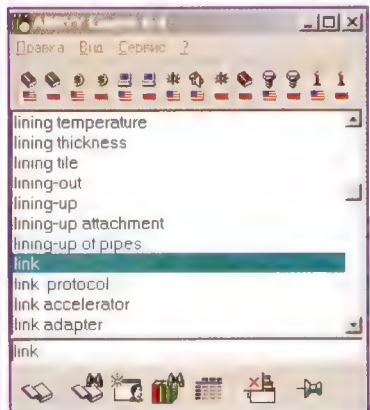 Правка Вид Сервис ?
lining temperature
lining thickness
lining tile
lining-out
lining-up
lining-up attachment
lining-up of pipes
link
link protocol
link accelerator
link adapter
link